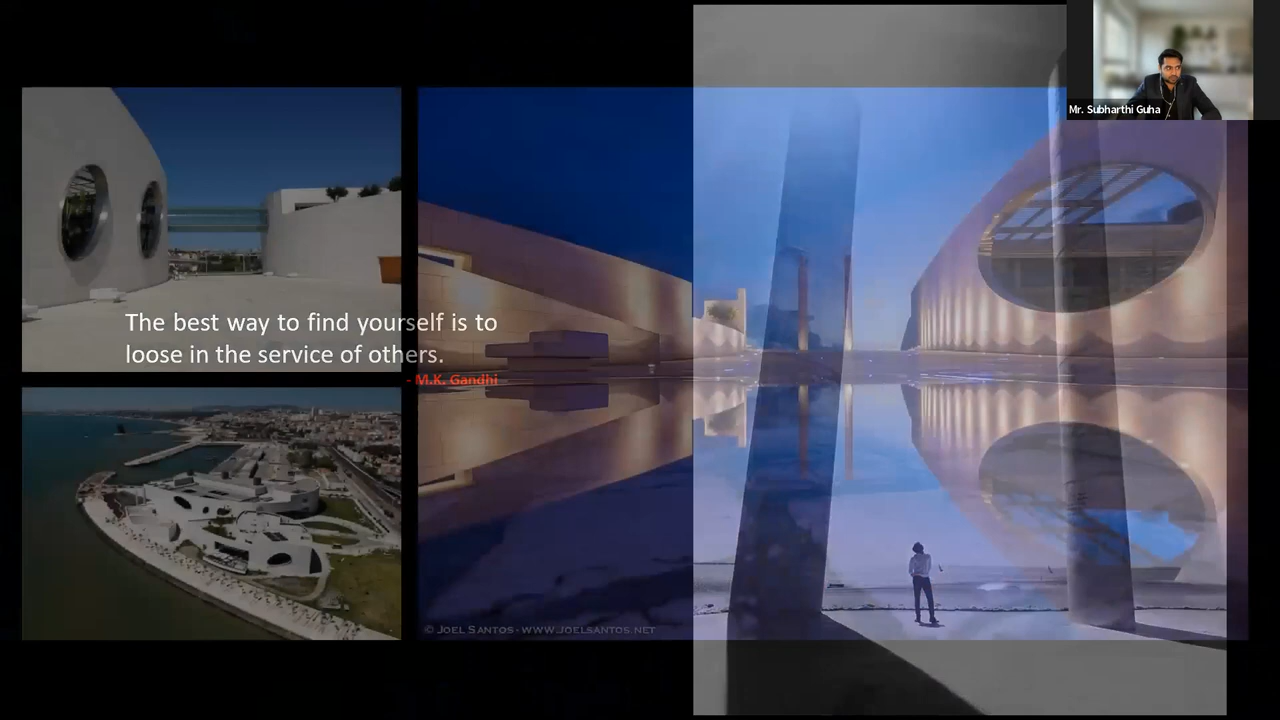 Mr. Subharthi Guha
The best way to find yourself is to
loose in the service of others.
- M.K. Gandhi
© JOEL SANTOS - WWW.JOELSANTOS.NET